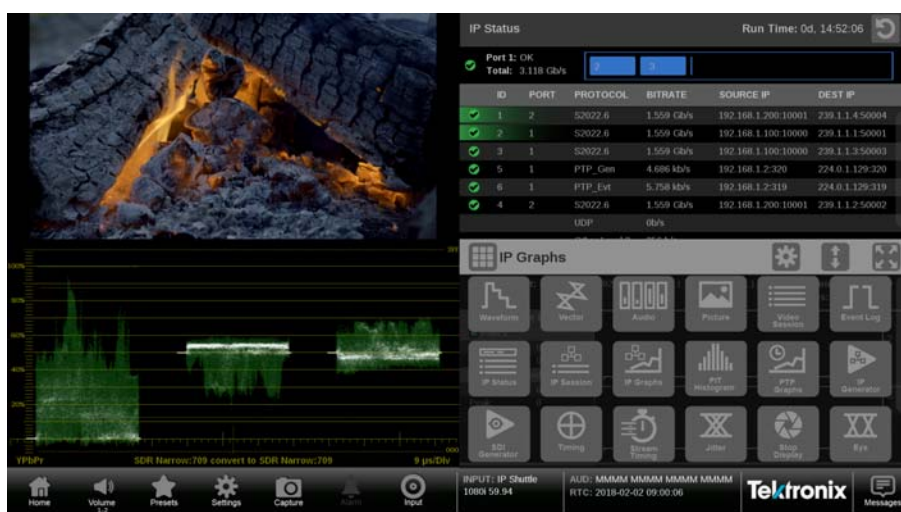 IP Status
Run Time: 0d, 14:52:06
Port 1: OK
Total: 3.118 Gb/s
2 3
ID PORT PROTOCOL BITRATE SOURCE IP DEST IP
1 2 S2022.6 1.559 Gb/s 192.168.1.200:10001 239.1.1.4:50004
2 1 S2022.6 1.559 Gb/s 192.168.1.100:10000 239.1.1.1:50001
3 1 S2022.6 1.559 Gb/s 192.168.1.100:10000 239.1.1.3:50003
5 1 PTP_Gen 4.686 kb/s 192.168.1.2:320 224.0.1.129:320
6 1 PTP_Evt 5.758 kb/s 192.168.1.2:319 224.0.1.129:319
4 2 S2022.6 1.559 Gb/s 192.168.1.200:10001 239.1.1.2:50002
UDP 0b/s
IP Graphs
Waveform Vector Audio Picture Video Session Event Log
IP Status IP Session IP Graphs PIT Histogram PTP Graphs IP Generator
SDI Generator Timing Stream Timing Jitter Stop Display Eye
100%
80%
60%
40%
20%
YPbPr SDR Narrow:709 convert to SDR Narrow:709 9 µs/Div
Home Volume 1-2 Presets Settings Capture Alarm Input
INPUT: IP Shuttle
1080i 59.94
AUD: MMMM MMMM MMMM MMMM
RTC: 2018-02-02 09:00:06
Tektronix
Messages